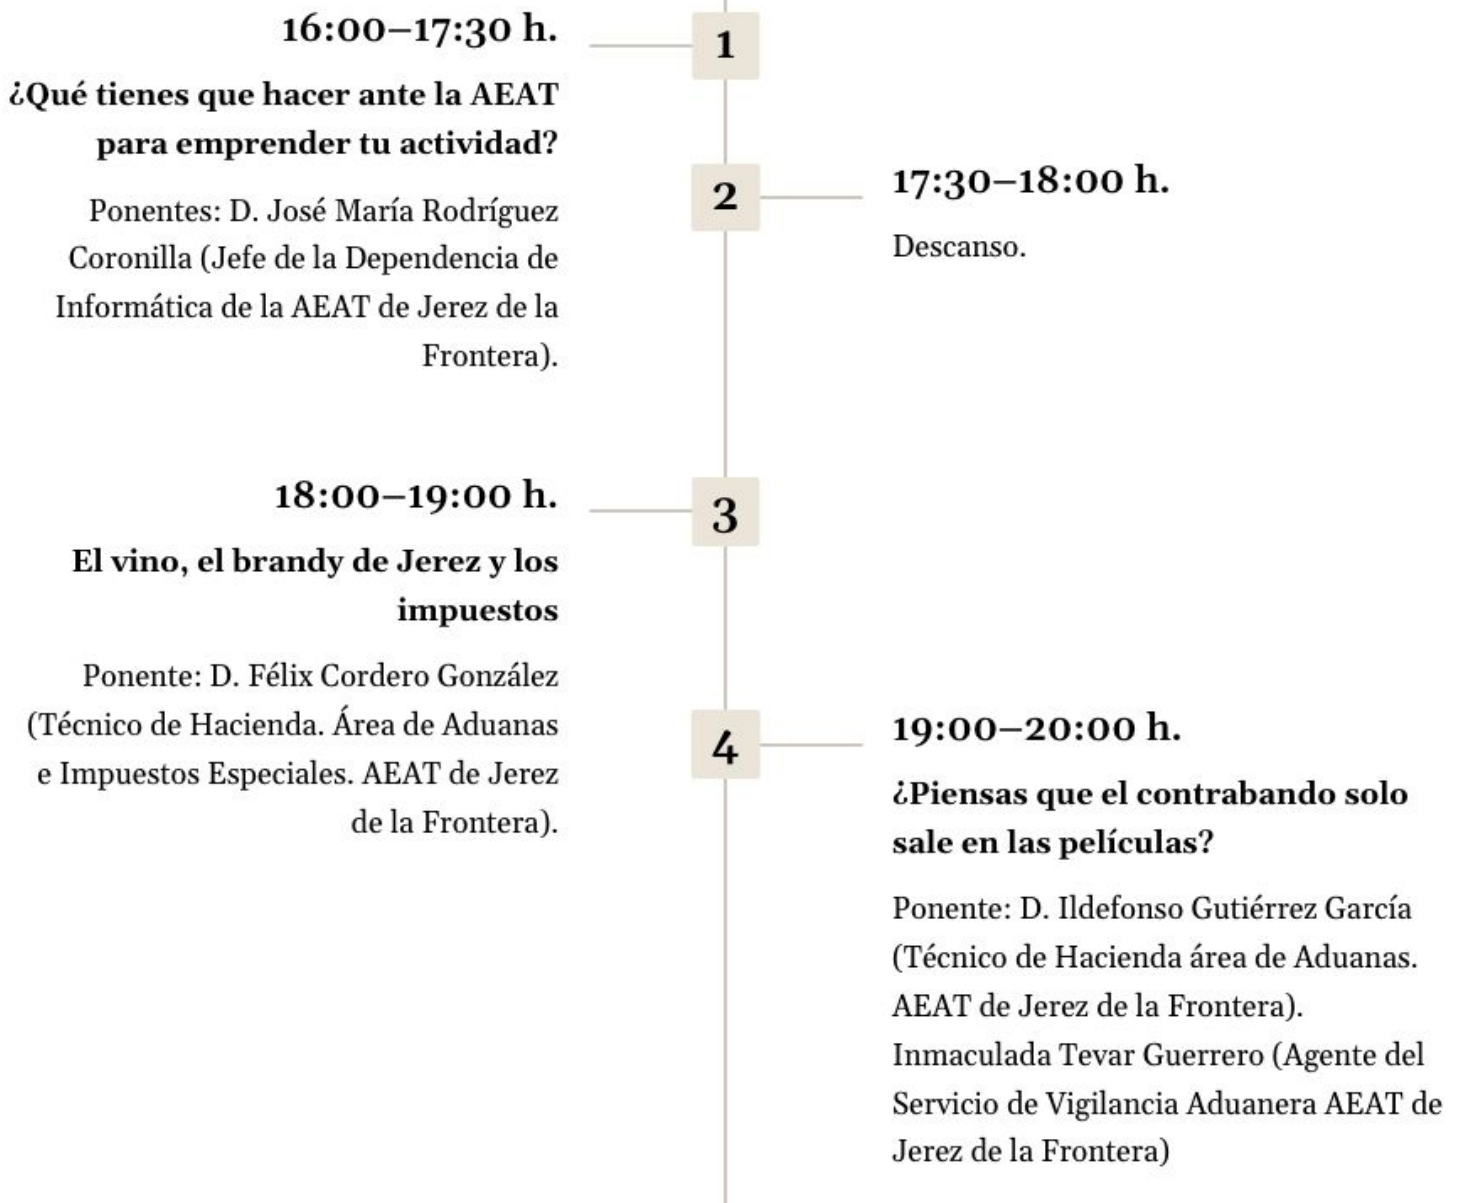 16:00–17:30 h.
1
¿Qué tienes que hacer ante la AEAT
para emprender tu actividad?
Ponentes: D. José María Rodríguez
Coronilla (Jefe de la Dependencia de
Informática de la AEAT de Jerez de la
Frontera).
2
17:30–18:00 h.
Descanso.
18:00–19:00 h.
3
El vino, el brandy de Jerez y los
impuestos
Ponente: D. Félix Cordero González
(Técnico de Hacienda. Área de Aduanas
e Impuestos Especiales. AEAT de Jerez
de la Frontera).
4
19:00–20:00 h.
¿Piensas que el contrabando solo
sale en las películas?
Ponente: D. Ildefonso Gutiérrez García
(Técnico de Hacienda área de Aduanas.
AEAT de Jerez de la Frontera).
Inmaculada Tevar Guerrero (Agente del
Servicio de Vigilancia Aduanera AEAT de
Jerez de la Frontera)